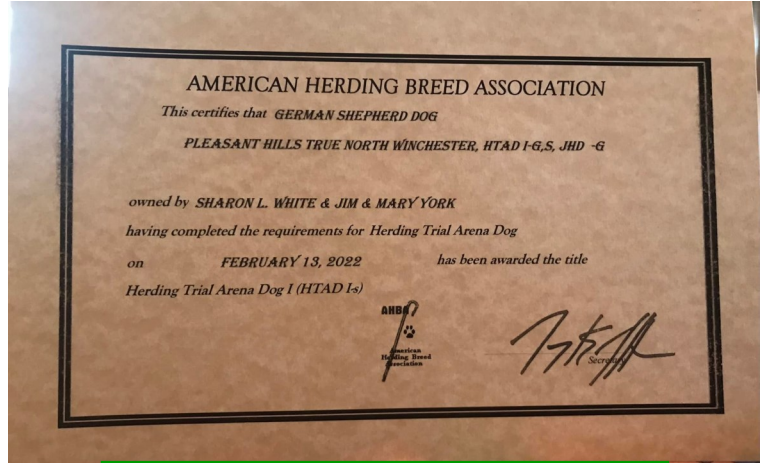 AMERICAN HERDING BREED ASSOCIATION
This certifies that GERMAN SHEPHERD DOG
PLEASANT HILLS TRUE NORTH WINCHESTER, HTAD I-G,S, JHD -G
owned by SHARON L. WHITE & JIM & MARY YORK
having completed the requirements for Herding Trial Arena Dog
on FEBRUARY 13, 2022 has been awarded the title
Herding Trial Arena Dog I (HTAD I-s)
AHBA
American
Herding Breed
Association
Secretary